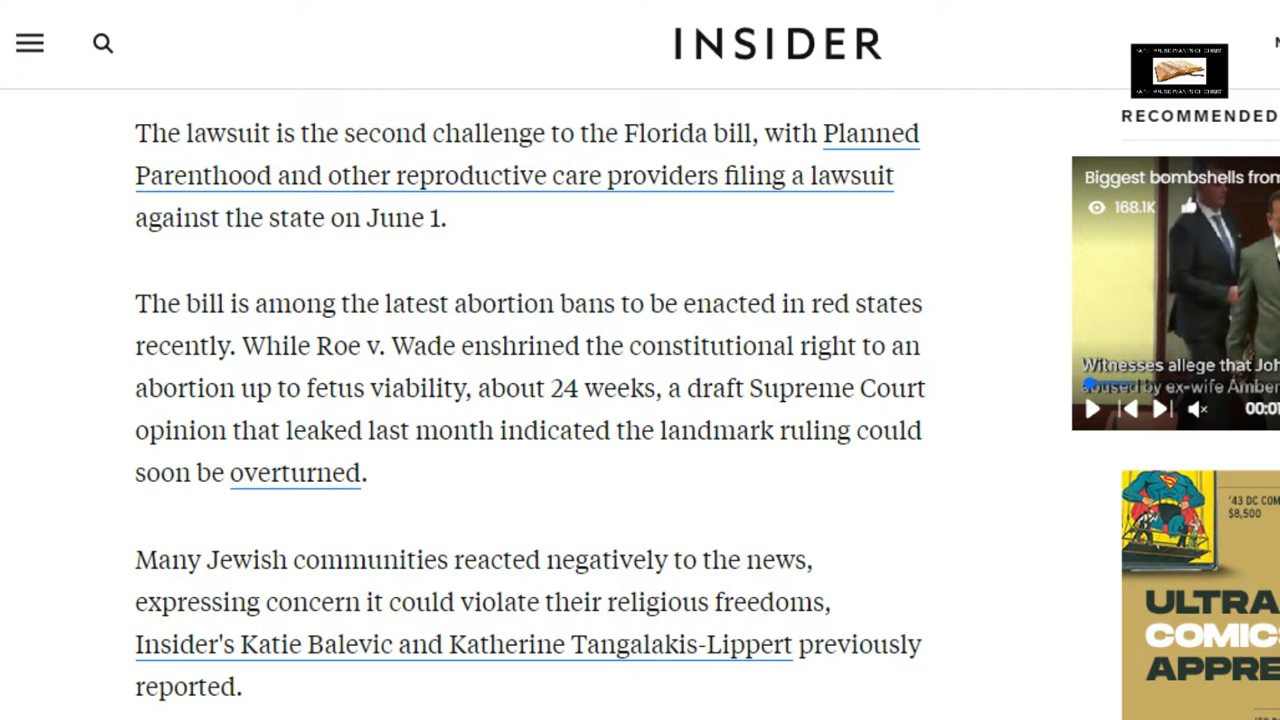 INSIDER
The lawsuit is the second challenge to the Florida bill, with Planned
Parenthood and other reproductive care providers filing a lawsuit
against the state on June 1.
The bill is among the latest abortion bans to be enacted in red states
recently. While Roe v. Wade enshrined the constitutional right to an
abortion up to fetus viability, about 24 weeks, a draft Supreme Court
opinion that leaked last month indicated the landmark ruling could
soon be overturned.
Many Jewish communities reacted negatively to the news,
expressing concern it could violate their religious freedoms,
Insider's Katie Balevic and Katherine Tangalakis-Lippert previously
reported.
RECOMMENDED
Biggest bombshells from
168.1K
Witnesses allege that Joh
by ex-wife Amber
'43 DC COM
$8,500
ULTRA
COMIC
APPRE